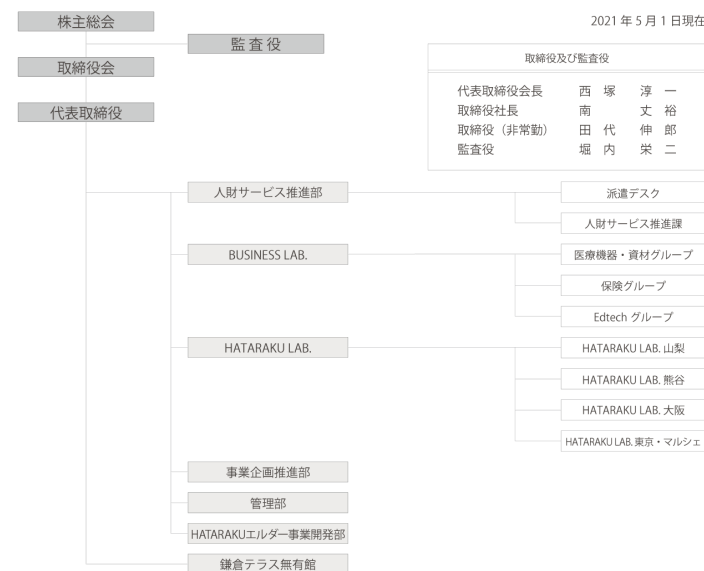 株主総会
2021 年 5 月 1 日現在
監 査 役
取締役会
代表取締役
取締役及び監査役
代表取締役会長 西 塚 淳 一
取締役社長 南 丈 裕
取締役（非常勤） 田 代 伸 郎
監査役 堀 内 栄 二
人財サービス推進部
派遣デスク
人財サービス推進課
BUSINESS LAB.
医療機器・資材グループ
保険グループ
Edtech グループ
HATARAKU LAB.
HATARAKU LAB. 山梨
HATARAKU LAB. 熊谷
HATARAKU LAB. 大阪
HATARAKU LAB. 東京・マルシェ
事業企画推進部
管理部
HATARAKUエルダー事業開発部
鎌倉テラス無有館